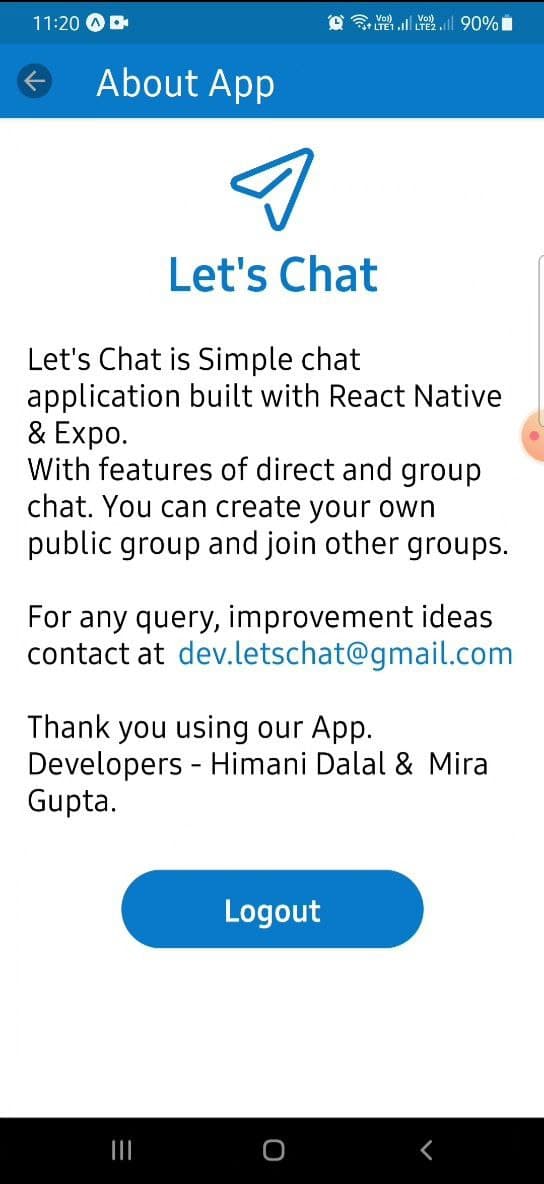 11:20 Vo)) LTE1 Vo)) LTE2 90%
About App
Let's Chat
Let's Chat is Simple chat
application built with React Native
& Expo.
With features of direct and group
chat. You can create your own
public group and join other groups.
For any query, improvement ideas
contact at dev.letschat@gmail.com
Thank you using our App.
Developers - Himani Dalal & Mira
Gupta.
Logout